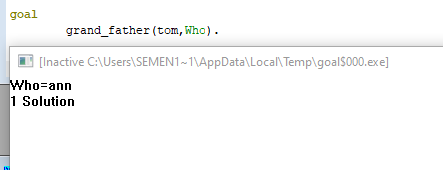 goal
grand_father(tom,Who).
[Inactive C:\Users\SEMEN1~1\AppData\Local\Temp\goal$000.exe]
Who=ann
1 Solution